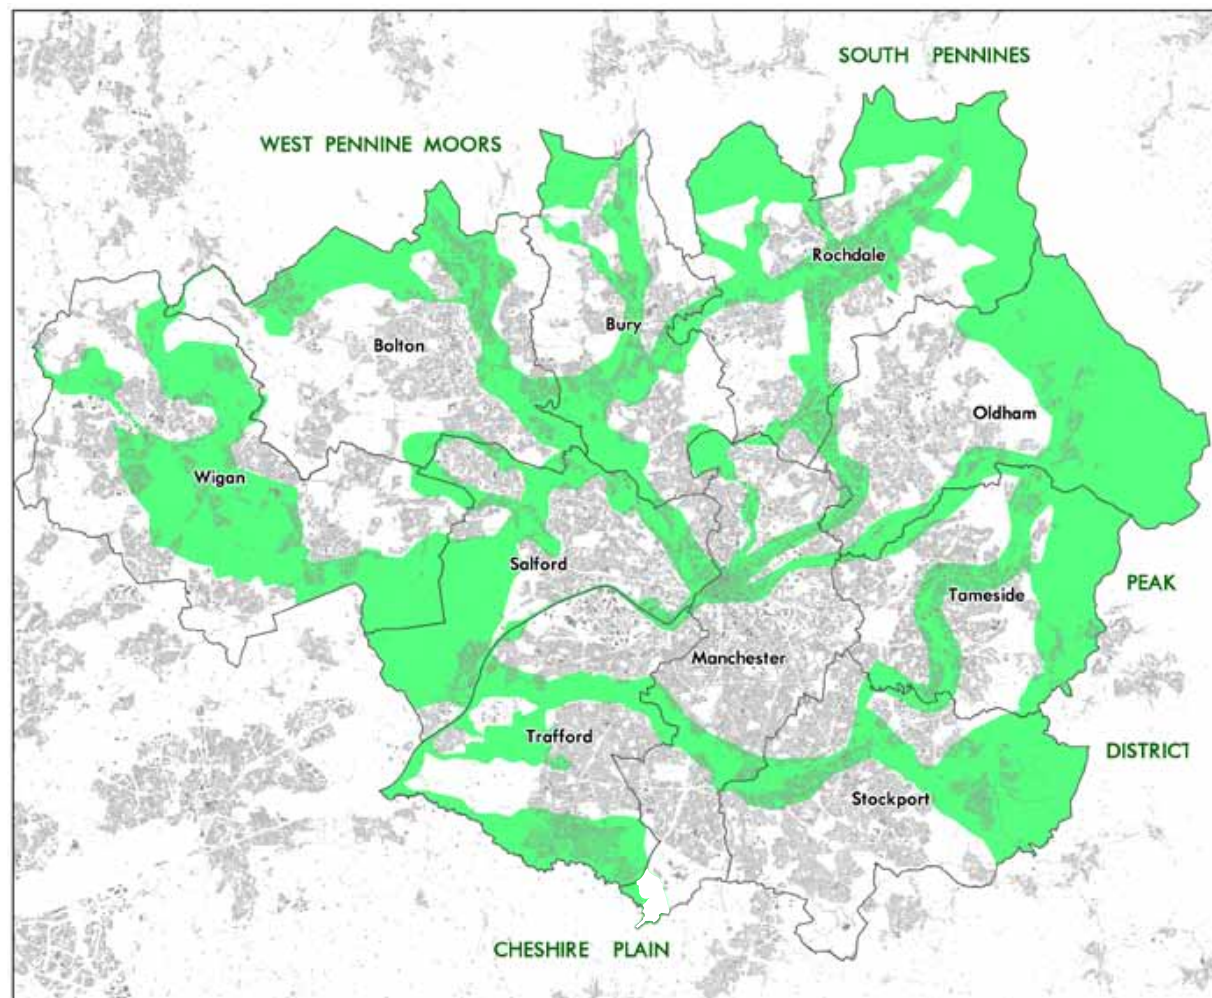 SOUTH PENNINES
WEST PENNINE MOORS
Rochdale
Bury
Bolton
Oldham
Wigan
Salford
PEAK
Tameside
Manchester
Trafford
DISTRICT
Stockport
CHESHIRE PLAIN